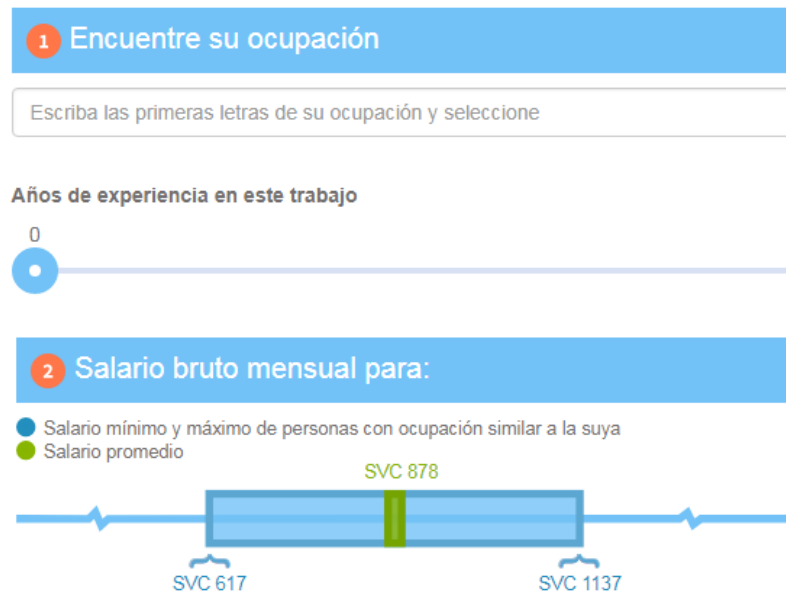 1 Encuentre su ocupación
Escriba las primeras letras de su ocupación y seleccione
Años de experiencia en este trabajo
0
2 Salario bruto mensual para:
Salario mínimo y máximo de personas con ocupación similar a la suya
Salario promedio
SVC 878
SVC 617 SVC 1137